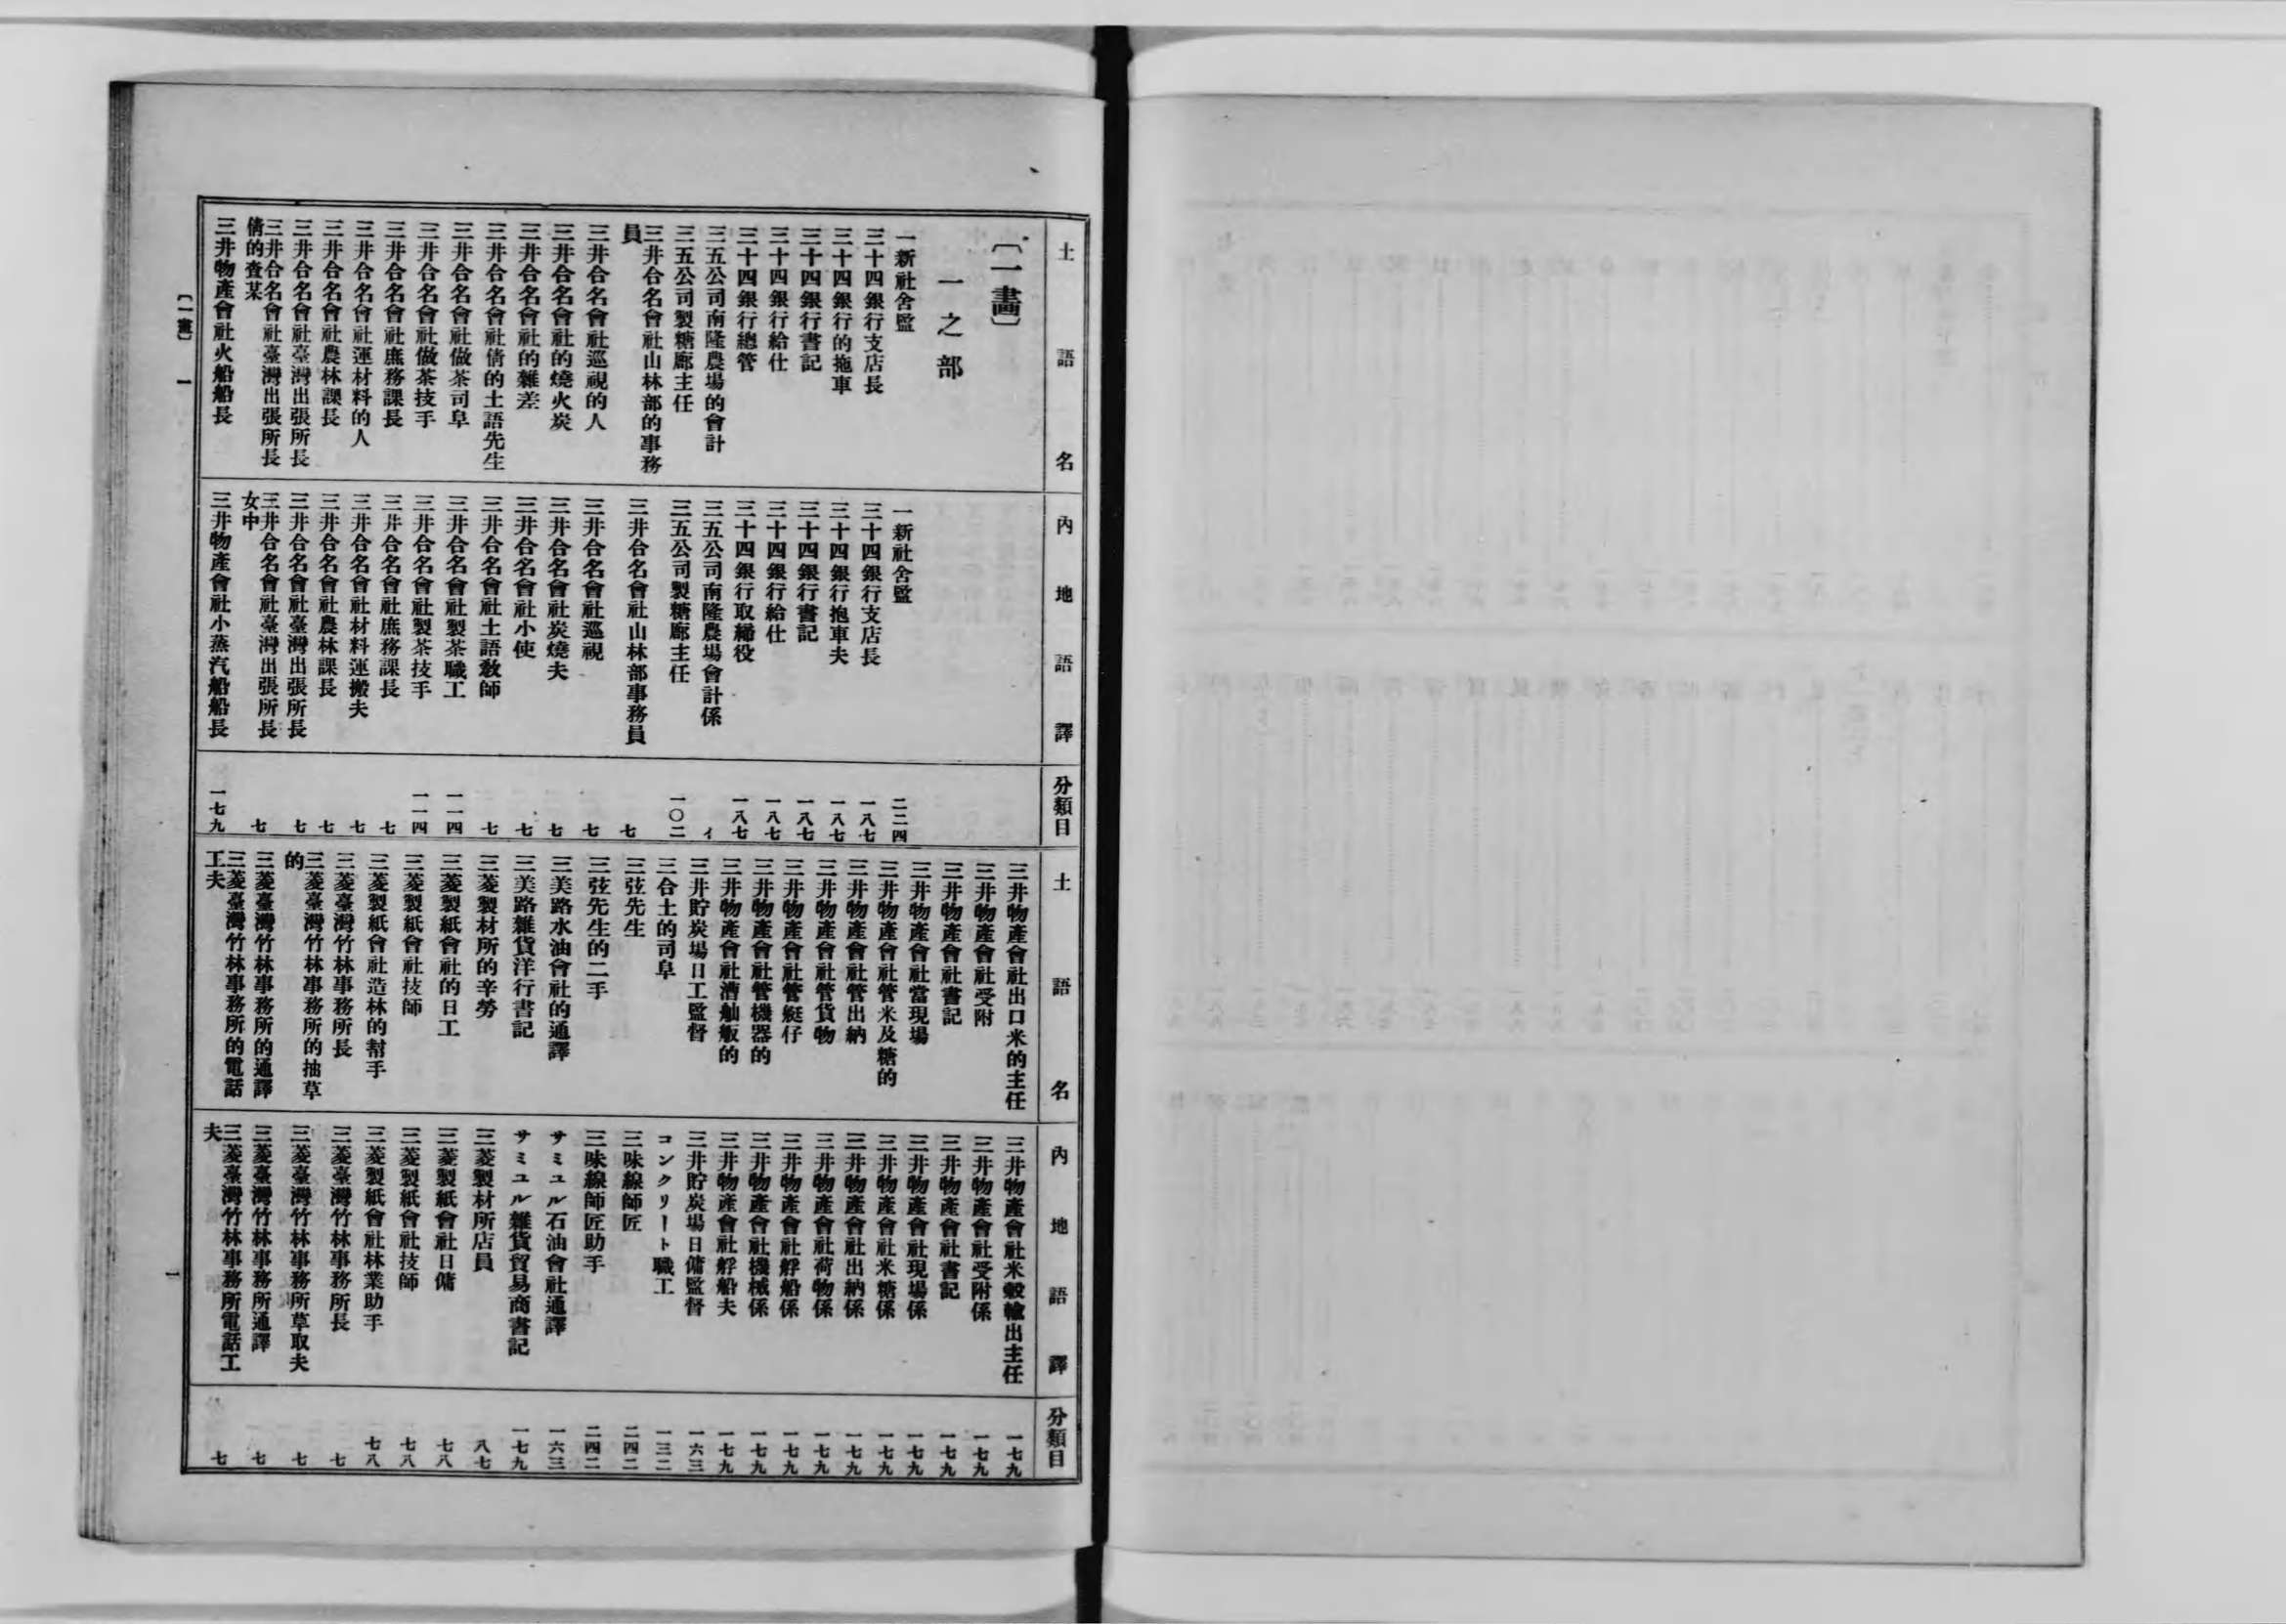 土語名
內地語譯
分類目
〔一畫〕
一之部
一新社舍監
一新社舍監
二二四
三十四銀行支店長
三十四銀行支店長
一八七
三十四銀行的拖車
三十四銀行抱車夫
一八七
三十四銀行書記
三十四銀行書記
一八七
三十四銀行給仕
三十四銀行給仕
一八七
三十四銀行總管
三十四銀行取締役
一八七
三五公司南隆農場的會計
三五公司南隆農場會計係
イ
三五公司製糖廍主任
三五公司製糖廍主任
一〇二
三井合名會社山林部的事務
員
三井合名會社山林部事務員
七
三井合名會社巡視的人
三井合名會社巡視
七
三井合名會社的燒火炭
三井合名會社炭燒夫
七
三井合名會社的雜差
三井合名會社小使
七
三井合名會社倩的土語先生
三井合名會社土語教師
七
三井合名會社做茶司阜
三井合名會社製茶職工
一一四
三井合名會社做茶技手
三井合名會社製茶技手
一一四
三井合名會社庶務課長
三井合名會社庶務課長
七
三井合名會社運材料的人
三井合名會社材料運搬夫
七
三井合名會社農林課長
三井合名會社農林課長
七
三井合名會社臺灣出張所長
三井合名會社臺灣出張所長
七
三井合名會社臺灣出張所長
倩的查某
三井合名會社臺灣出張所長
女中
七
三井物產會社火船船長
三井物產會社小蒸汽船船長
一七九
土語名
內地語譯
分類目
三井物產會社出口米的主任
三井物產會社米穀輸出主任
一七九
三井物產會社受附
三井物產會社受附係
一七九
三井物產會社書記
三井物產會社書記
一七九
三井物產會社當現場
三井物產會社現場係
一七九
三井物產會社管米及糖的
三井物產會社米糖係
一七九
三井物產會社管出納
三井物產會社出納係
一七九
三井物產會社管貨物
三井物產會社荷物係
一七九
三井物產會社管艇仔
三井物產會社艀船係
一七九
三井物產會社管機器的
三井物產會社機械係
一七九
三井物產會社漕舢舨的
三井物產會社艀船夫
一七九
三井貯炭場日工監督
三井貯炭場日傭監督
一六三
三合土的司阜
コンクリート職工
一三二
三弦先生
三味線師匠
二四二
三弦先生的二手
三味線師匠助手
二四二
三美路水油會社的通譯
サミユル石油會社通譯
一六三
三美路雜貨洋行書記
サミユル雜貨貿易商書記
一七九
三菱製材所的辛勞
三菱製材所店員
八七
三菱製紙會社的日工
三菱製紙會社日傭
七八
三菱製紙會社技師
三菱製紙會社技師
七八
三菱製紙會社造林的幇手
三菱製紙會社林業助手
七八
三菱臺灣竹林事務所長
三菱臺灣竹林事務所長
七
三菱臺灣竹林事務所的抽草
的
三菱臺灣竹林事務所草取夫
七
三菱臺灣竹林事務所的通譯
三菱臺灣竹林事務所通譯
七
三菱臺灣竹林事務所的電話
工夫
三菱臺灣竹林事務所電話工
夫
七
〔一畫〕 一
一